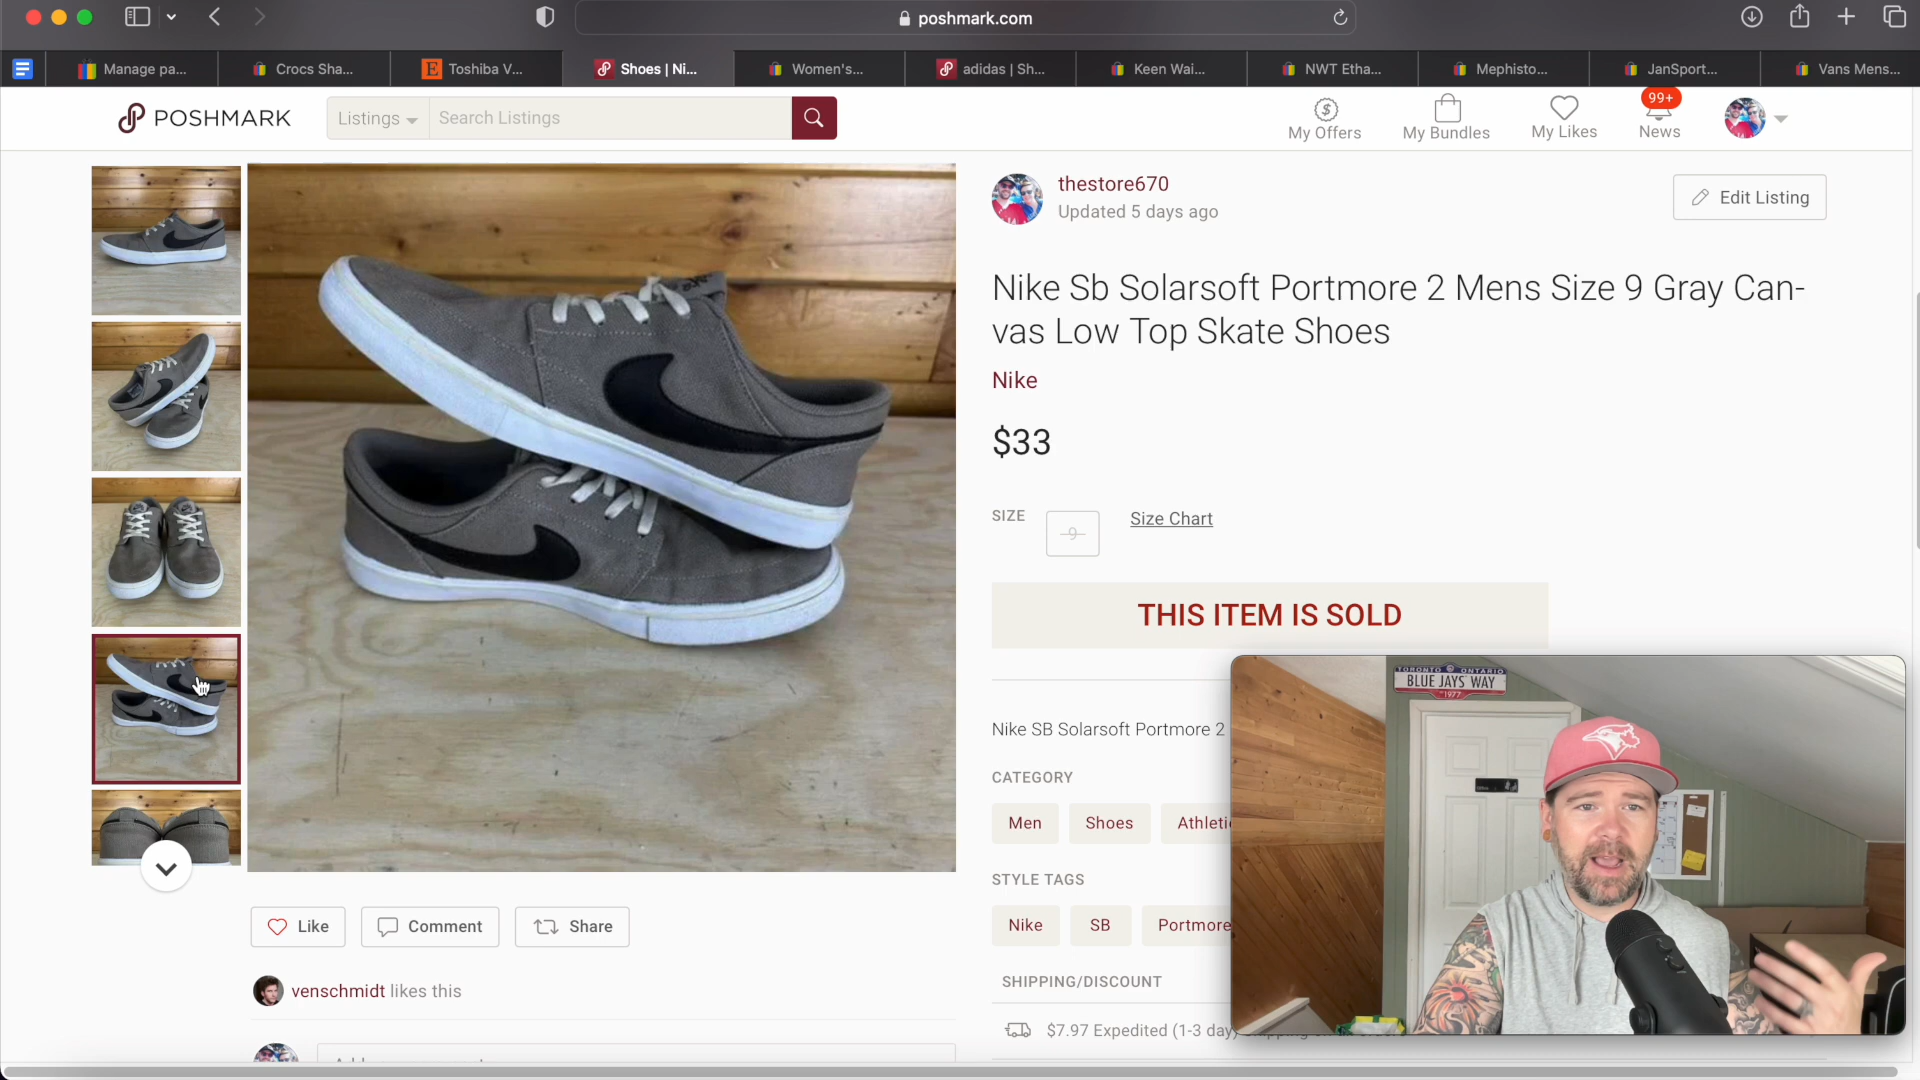 poshmark.com
Manage pa...
Crocs Sha...
Toshiba V...
Shoes | Ni...
Women's...
adidas | Sh...
Keen Wai...
NWT Etha...
Mephisto...
JanSport...
Vans Mens...
POSHMARK
Listings
Search Listings
My Offers
My Bundles
My Likes
99+
News
thestore670
Updated 5 days ago
Edit Listing
Nike Sb Solarsoft Portmore 2 Mens Size 9 Gray Can-
vas Low Top Skate Shoes
Nike
$33
SIZE
9
Size Chart
THIS ITEM IS SOLD
Nike SB Solarsoft Portmore 2
CATEGORY
Men
Shoes
Athleti
STYLE TAGS
Nike
SB
Portmore
SHIPPING/DISCOUNT
$7.97 Expedited (1-3 day)
Like
Comment
Share
venschmidt likes this
TORONTO ONTARIO
BLUE JAYS WAY
1977